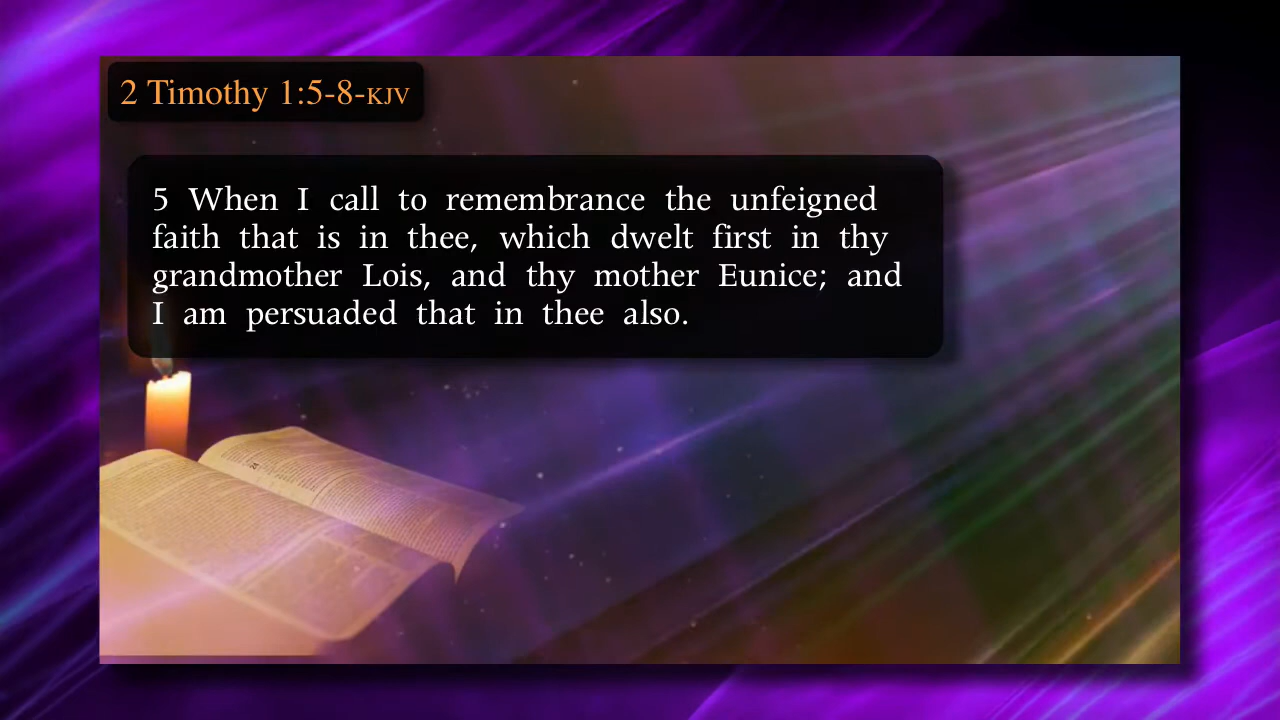 2 Timothy 1:5-8-KJV
5 When I call to remembrance the unfeigned
faith that is in thee, which dwelt first in thy
grandmother Lois, and thy mother Eunice; and
I am persuaded that in thee also.